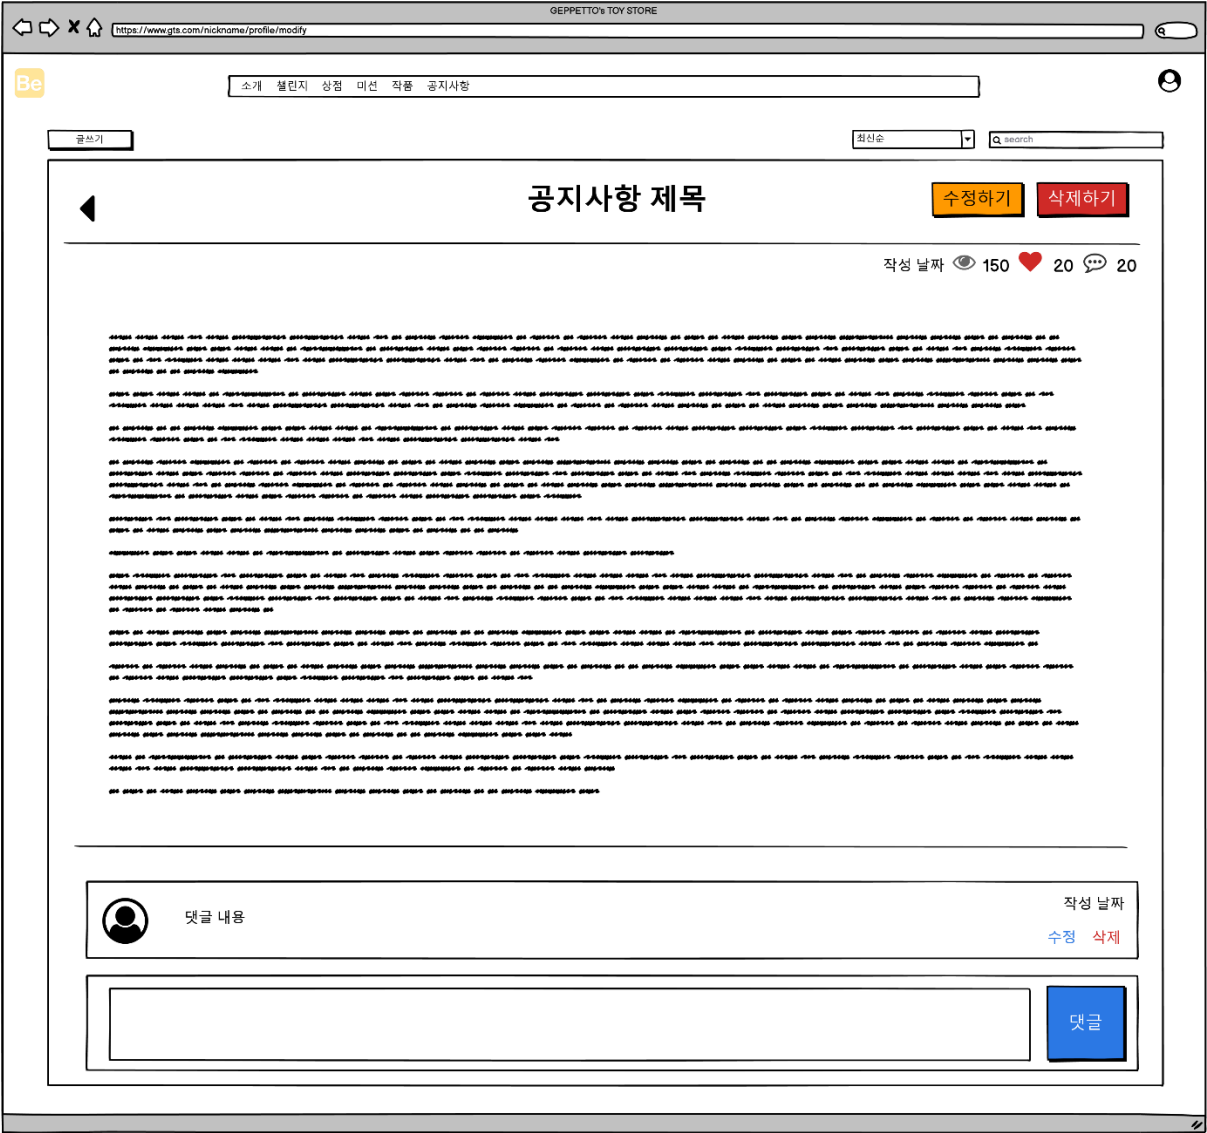 GEPPETTO's TOY STORE
https://www.gts.com/nickname/profile/modify
Be
소개 챌린지 상점 미션 작품 공지사항
글쓰기
최신순
search
공지사항 제목
수정하기
삭제하기
작성 날짜 150 20 20
댓글 내용
작성 날짜
수정 삭제
댓글